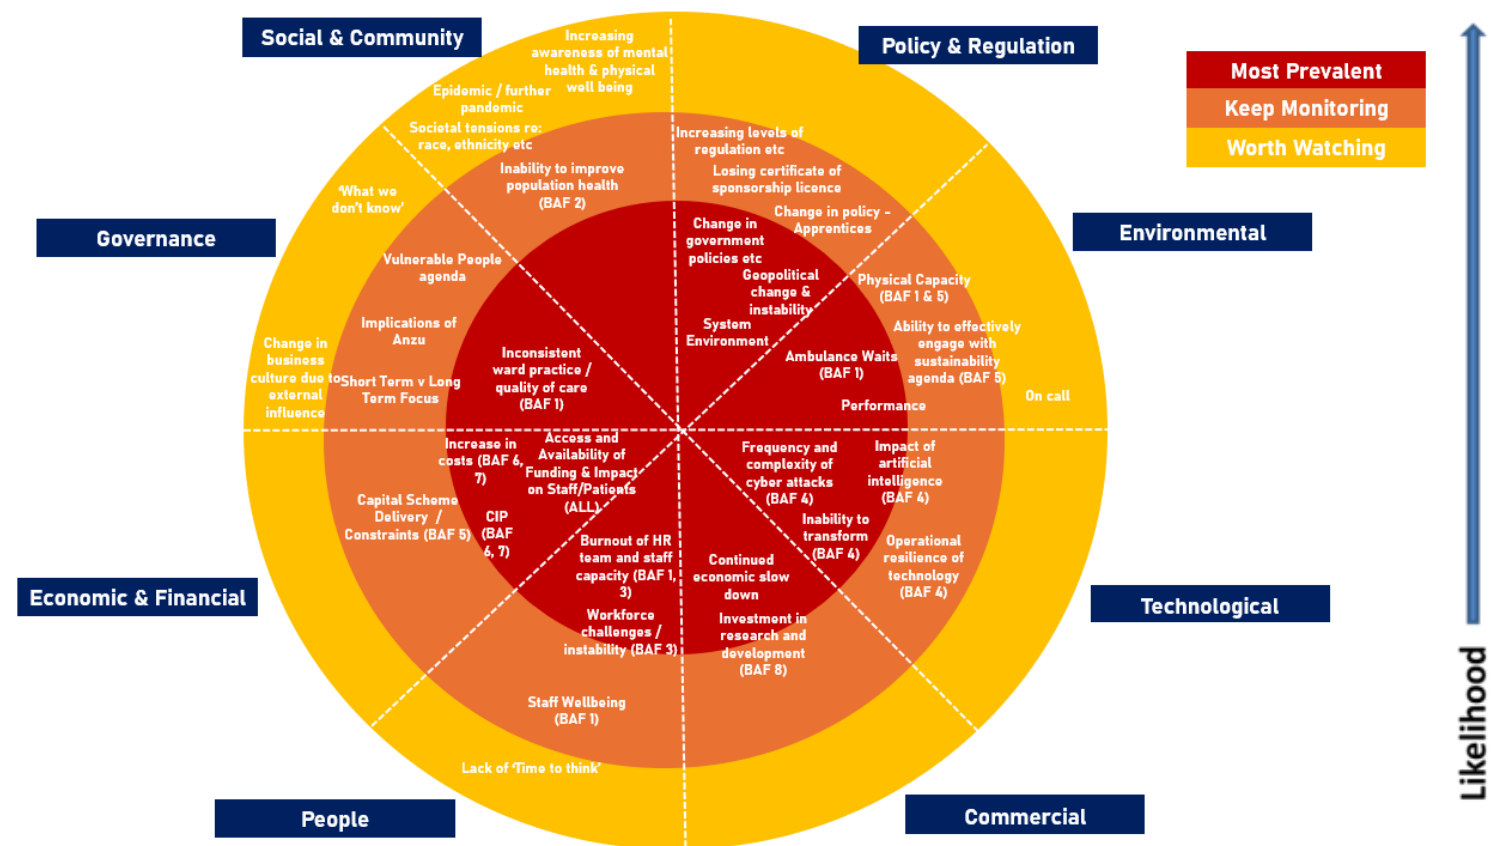 Social & Community
Policy & Regulation
Most Prevalent
Keep Monitoring
Worth Watching
Increasing
awareness of mental
health & physical
well being
Epidemic / further
pandemic
Societal tensions re:
race, ethnicity etc
Inability to improve
population health
(BAF 2)
Increasing levels of
regulation etc
Losing certificate of
sponsorship licence
Change in policy –
Apprentices
Change in
government
policies etc
Geopolitical
change &
instability
System
Environment
Governance
'What we
don't know'
Vulnerable People
agenda
Implications of
Anzu
Short Term v Long
Term Focus
Change in
business
culture due to
external
influence
Inconsistent
ward practice /
quality of care
(BAF 1)
Environmental
Physical Capacity
(BAF 1 & 5)
Ability to effectively
engage with
sustainability
agenda (BAF 5)
On call
Ambulance Waits
(BAF 1)
Performance
Economic & Financial
Increase in
costs (BAF 6,
7)
Access and
Availability of
Funding & Impact
on Staff/Patients
(ALL)
CIP
(BAF
6, 7)
Capital Scheme
Delivery /
Constraints (BAF 5)
Technological
Frequency and
complexity of
cyber attacks
(BAF 4)
Impact of
artificial
intelligence
(BAF 4)
Inability to
transform
(BAF 4)
Operational
resilience of
technology
(BAF 4)
People
Burnout of HR
team and staff
capacity (BAF 1,
3)
Workforce
challenges /
instability (BAF 3)
Staff Wellbeing
(BAF 1)
Lack of 'Time to think'
Commercial
Continued
economic slow
down
Investment in
research and
development
(BAF 8)
Likelihood